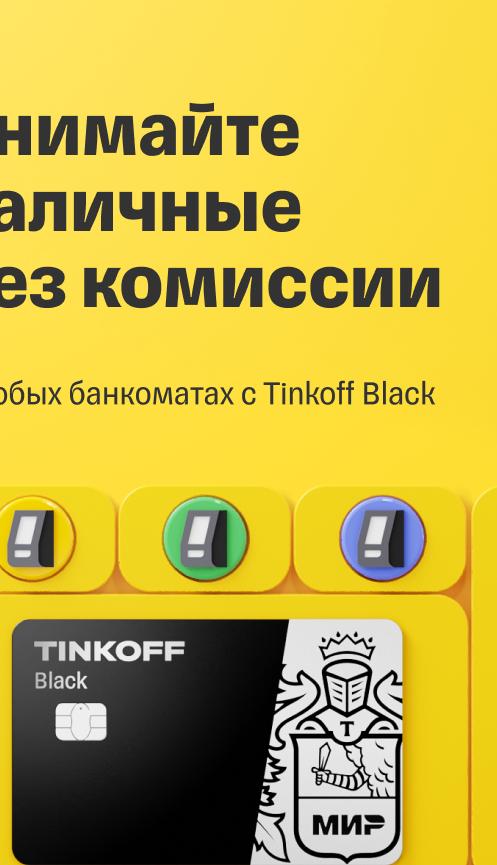 нимайте
аличные
ез комиссии
обых банкоматах с Tinkoff Black
TINKOFF
Black
T
МИР